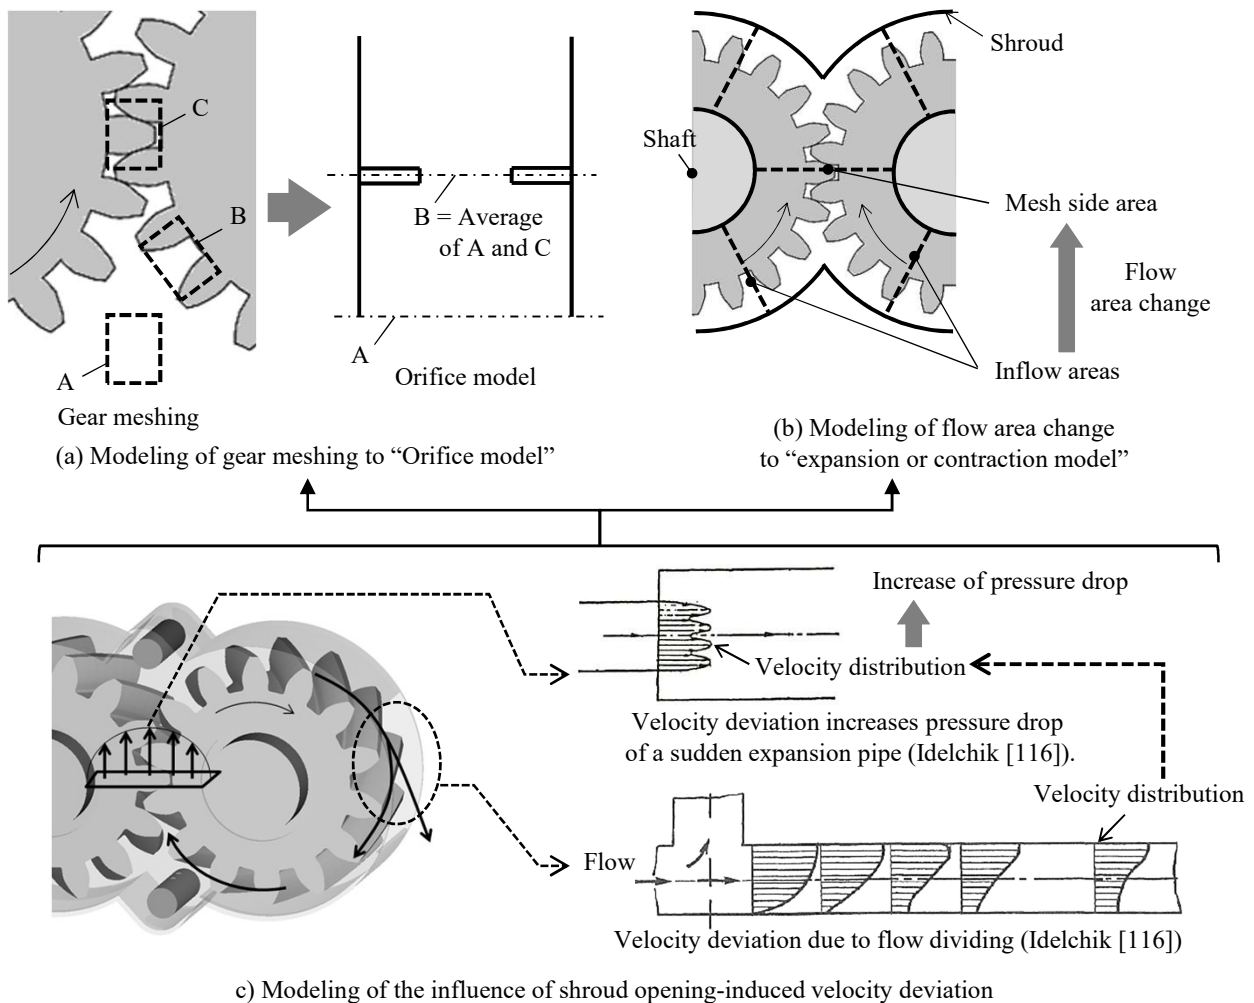 C
B
A
Gear meshing
B = Average
of A and C
A
Orifice model
(a) Modeling of gear meshing to “Orifice model”
Shroud
Shaft
Mesh side area
Flow
area change
Inflow areas
(b) Modeling of flow area change
to “expansion or contraction model”
Increase of pressure drop
Velocity distribution
Velocity deviation increases pressure drop
of a sudden expansion pipe (Idelchik [116]).
Velocity distribution
Flow
Velocity deviation due to flow dividing (Idelchik [116])
c) Modeling of the influence of shroud opening-induced velocity deviation